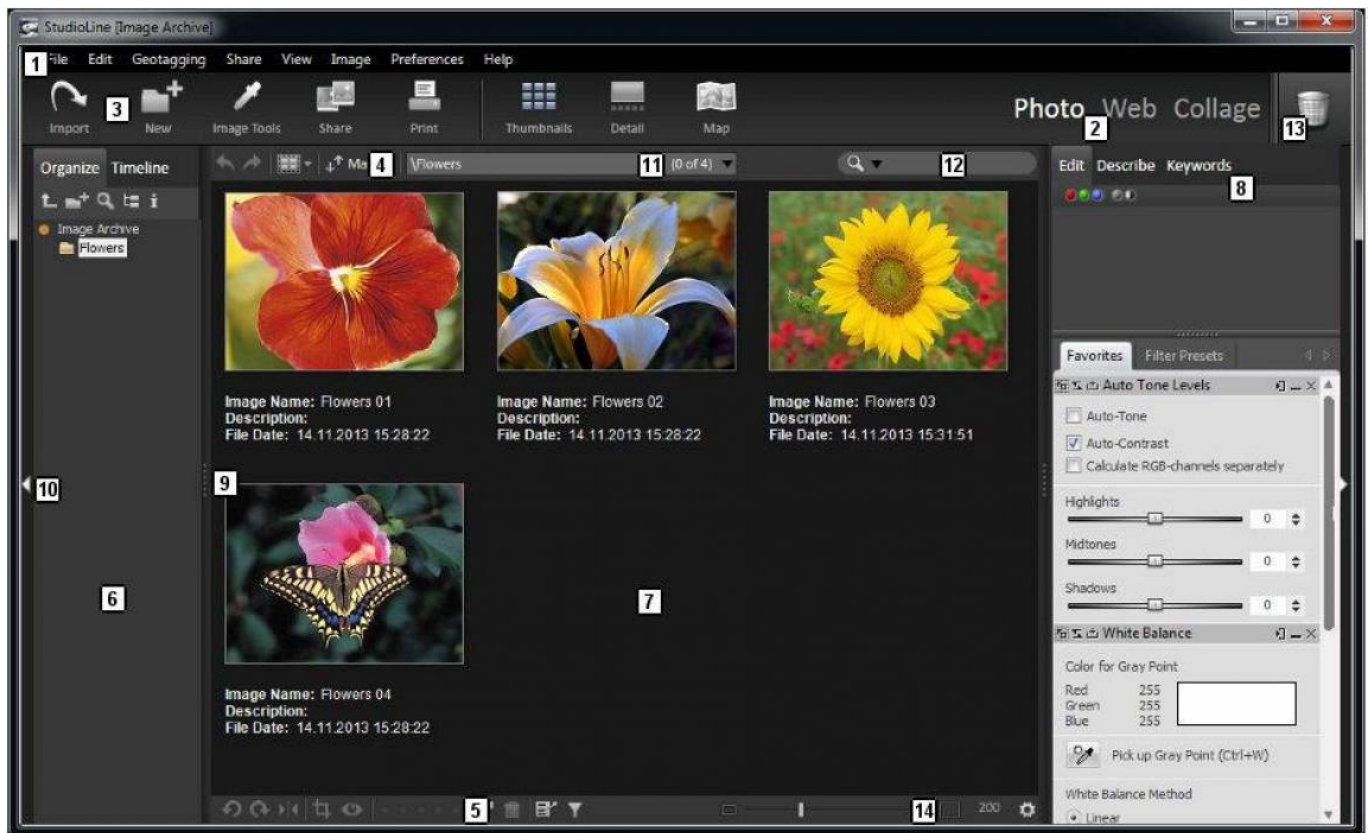 StudioLine [Image Archive]
1 File Edit Geotagging Share View Image Preferences Help
3
Import New Image Tools Share Print Thumbnails Detail Map
Photo Web Collage
2
13
Organize Timeline
4 \Flowers 11 (0 of 4) 12
Edit Describe Keywords
8
Image Archive
Flowers
Image Name: Flowers 01
Description:
File Date: 14.11.2013 15:28:22
Image Name: Flowers 02
Description:
File Date: 14.11.2013 15:28:22
Image Name: Flowers 03
Description:
File Date: 14.11.2013 15:31:51
9
10
6
7
Image Name: Flowers 04
Description:
File Date: 14.11.2013 15:28:22
5
14 200
Favorites Filter Presets
Auto Tone Levels
Auto-Tone
Auto-Contrast
Calculate RGB-channels separately
Highlights
0
Midtones
0
Shadows
0
White Balance
Color for Gray Point
Red 255
Green 255
Blue 255
Pick up Gray Point (Ctrl+W)
White Balance Method
Linear